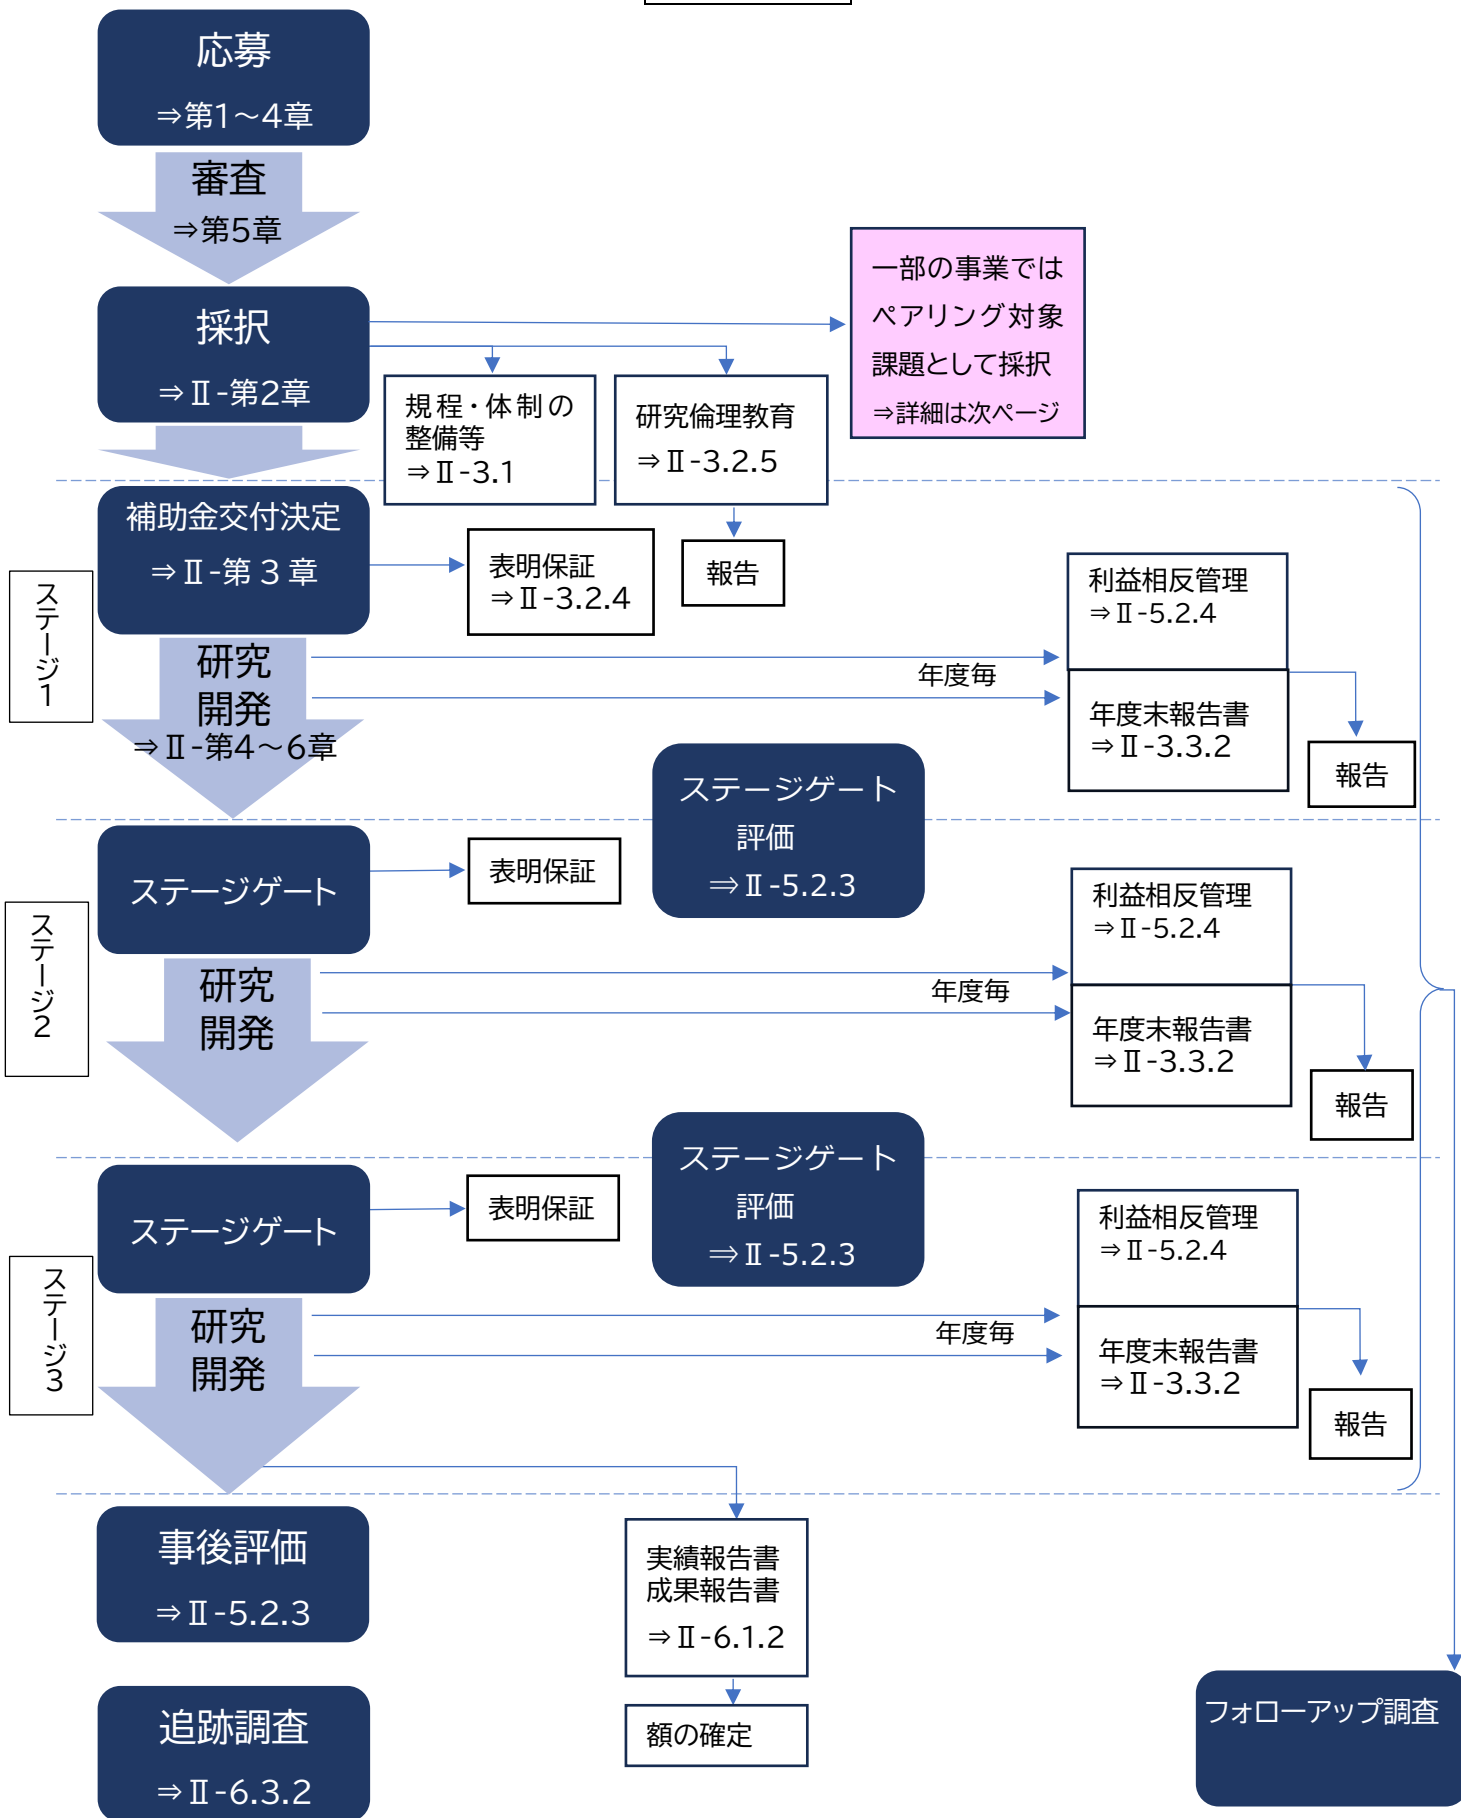 応募
⇒第1～4章
審査
⇒第5章
採択
⇒Ⅱ-第2章
一部の事業では
ペアリング対象
課題として採択
⇒詳細は次ページ
規程・体制の
整備等
⇒Ⅱ-3.1
研究倫理教育
⇒Ⅱ-3.2.5
報告
補助金交付決定
⇒Ⅱ-第３章
表明保証
⇒Ⅱ-3.2.4
ステージ1
研究
開発
⇒Ⅱ-第4～6章
年度毎
利益相反管理
⇒Ⅱ-5.2.4
年度末報告書
⇒Ⅱ-3.3.2
報告
ステージゲート
評価
⇒Ⅱ-5.2.3
ステージゲート
表明保証
ステージ2
研究
開発
年度毎
利益相反管理
⇒Ⅱ-5.2.4
年度末報告書
⇒Ⅱ-3.3.2
報告
ステージゲート
評価
⇒Ⅱ-5.2.3
ステージゲート
表明保証
ステージ3
研究
開発
年度毎
利益相反管理
⇒Ⅱ-5.2.4
年度末報告書
⇒Ⅱ-3.3.2
報告
事後評価
⇒Ⅱ-5.2.3
実績報告書
成果報告書
⇒Ⅱ-6.1.2
額の確定
追跡調査
⇒Ⅱ-6.3.2
フォローアップ調査